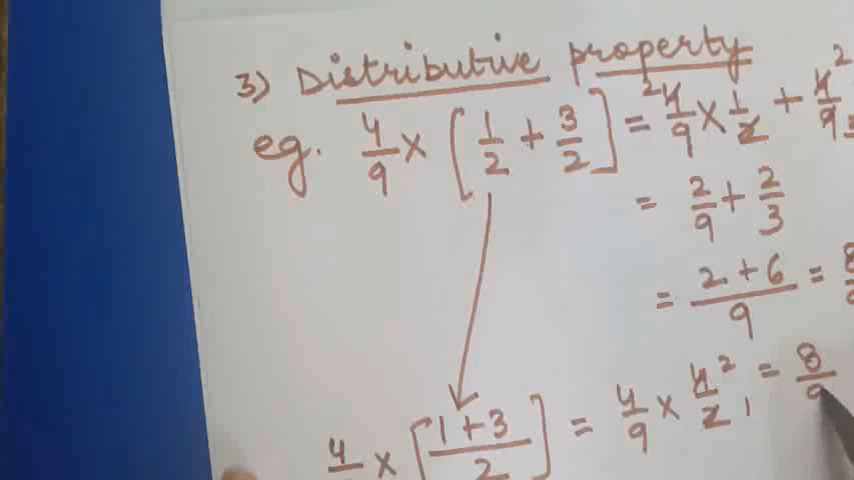 3) Distributive property
eg. 4/9 × [1/2 + 3/2] = 4/9 × 1/2 + 4/9
= 2/9 + 2/3
= 2+6/9 = 8
4 × [1+3/2] = 4/9 × 4/2 = 8/9